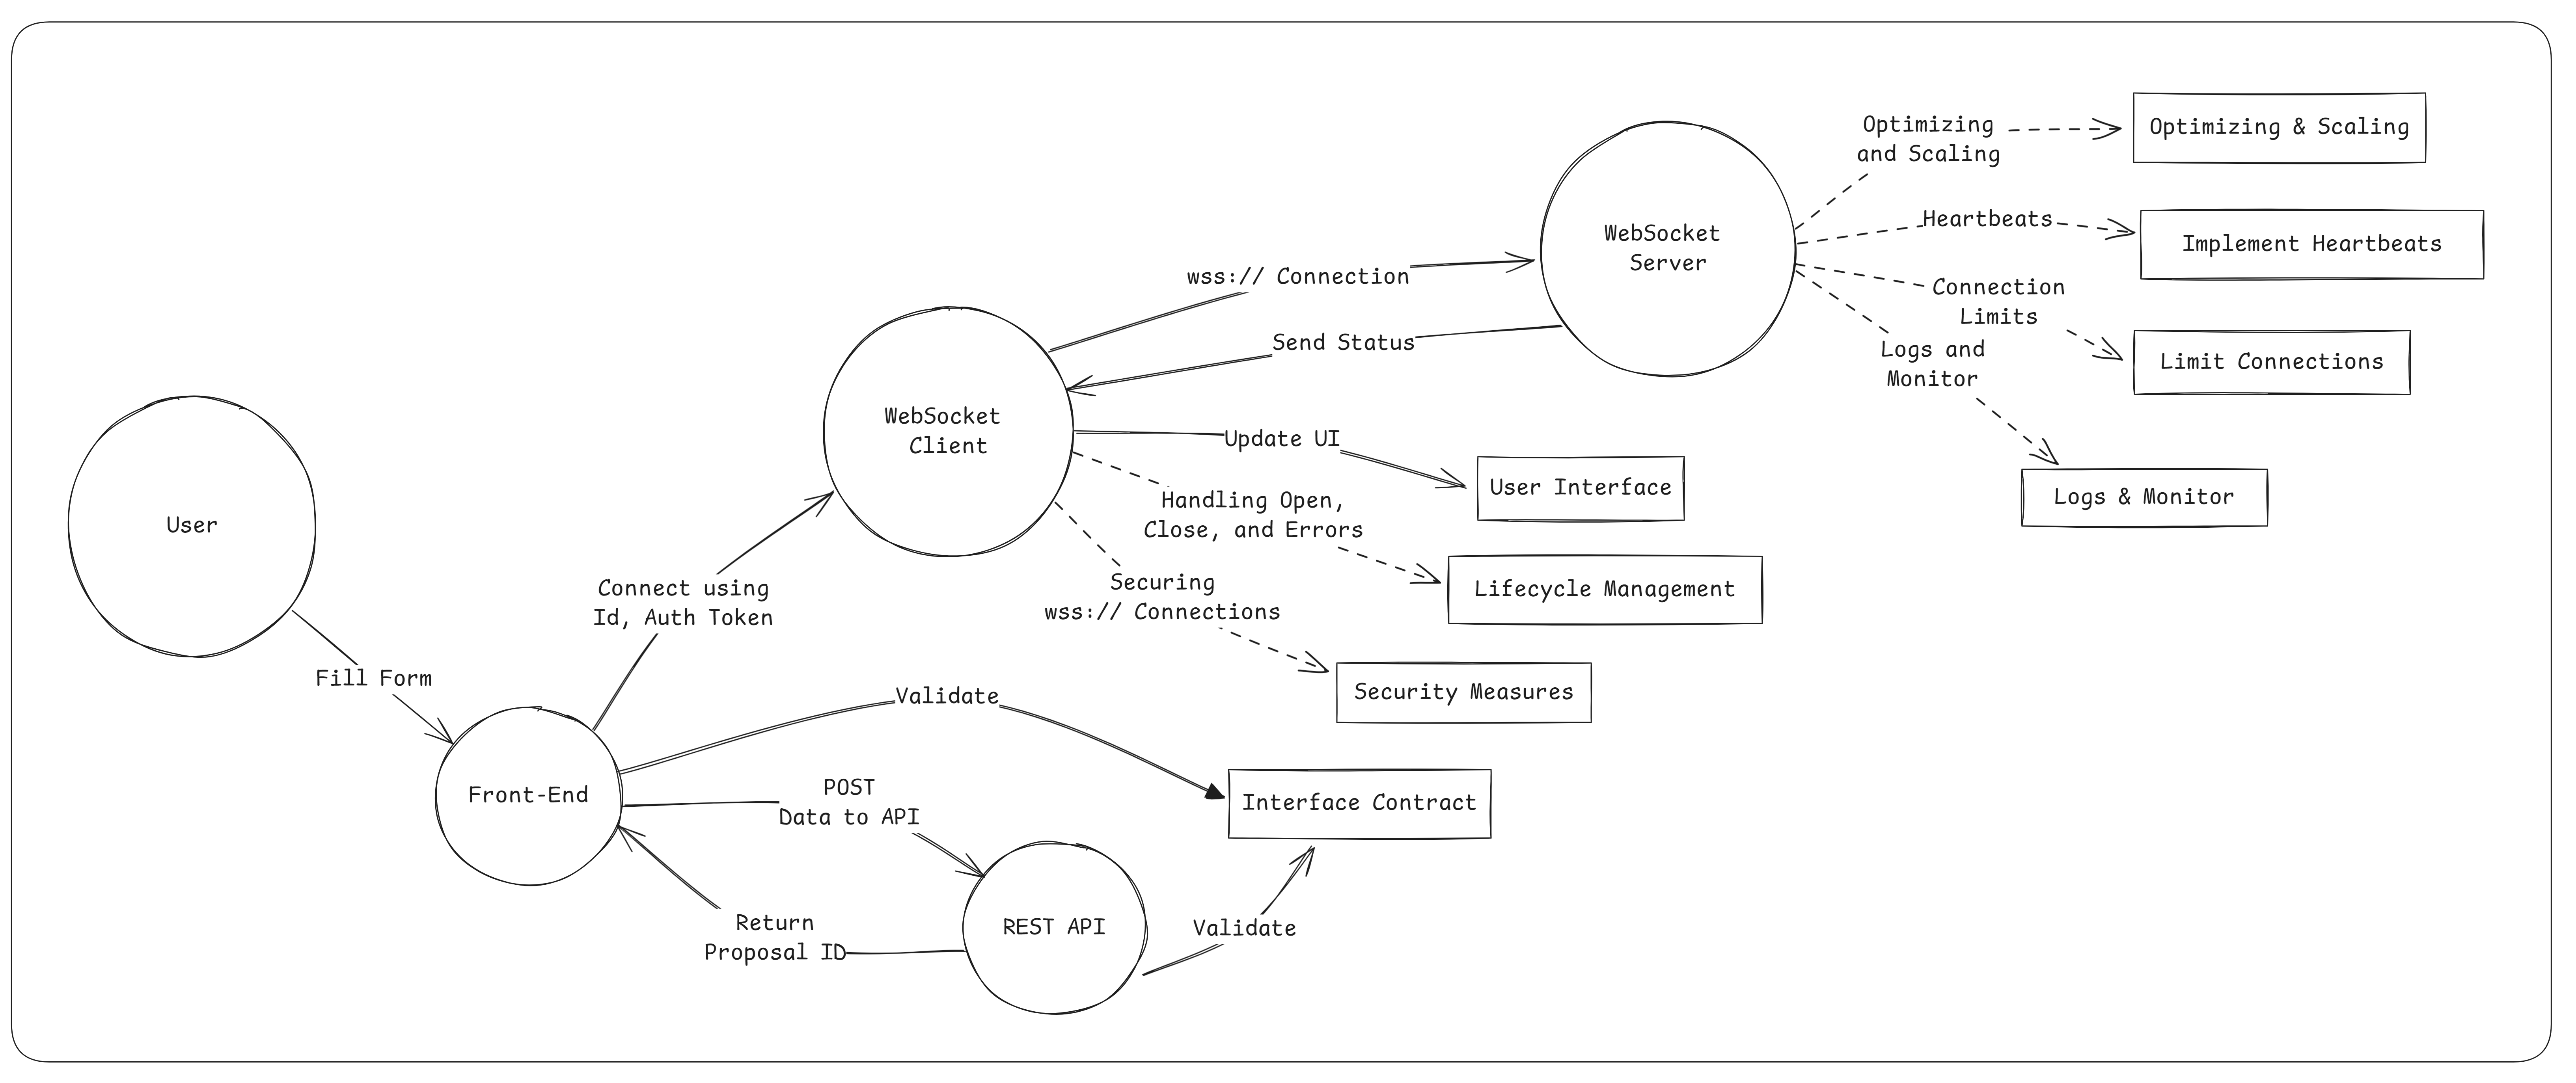 Optimizing
and Scaling
Optimizing & Scaling
Heartbeats
Implement Heartbeats
WebSocket
Server
wss:// Connection
Connection
Limits
Limit Connections
Send Status
Logs and
Monitor
Logs & Monitor
WebSocket
Client
Update UI
User Interface
Handling Open,
Close, and Errors
Lifecycle Management
Securing
wss:// Connections
Security Measures
User
Connect using
Id, Auth Token
Fill Form
Validate
Front-End
POST
Data to API
Interface Contract
Return
Proposal ID
REST API
Validate